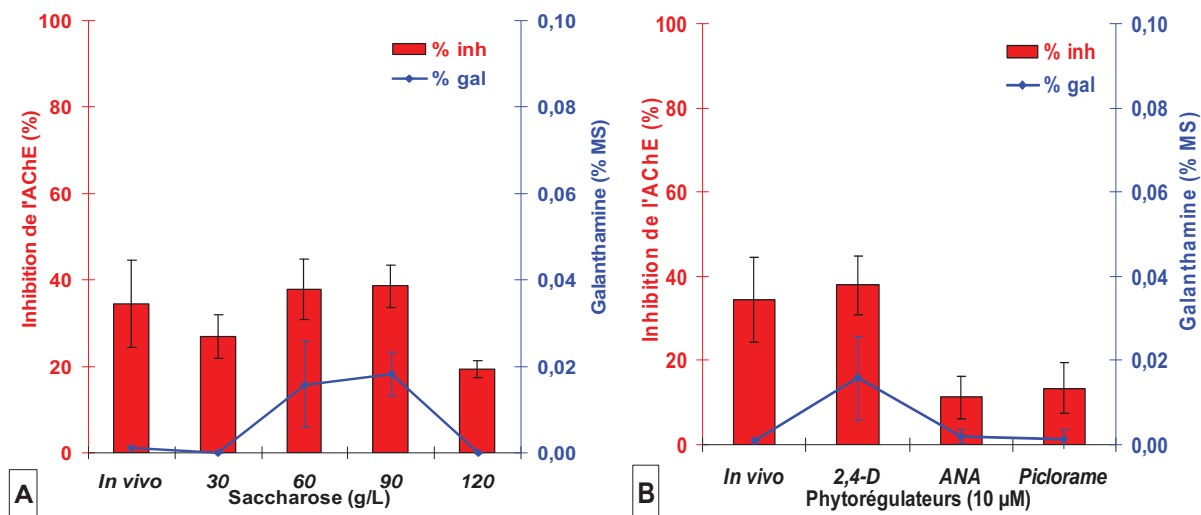 100
80
60
40
20
0
Inhibition de l'AChE (%)
% inh
% gal
0,10
0,08
0,06
0,04
0,02
0,00
Galanthamine (% MS)
In vivo
30
60
90
120
Saccharose (g/L)
A
100
80
60
40
20
0
Inhibition de l'AChE (%)
% inh
% gal
0,10
0,08
0,06
0,04
0,02
0,00
Galanthamine (% MS)
In vivo
2,4-D
ANA
Piclorame
Phytorégulateurs (10 µM)
B